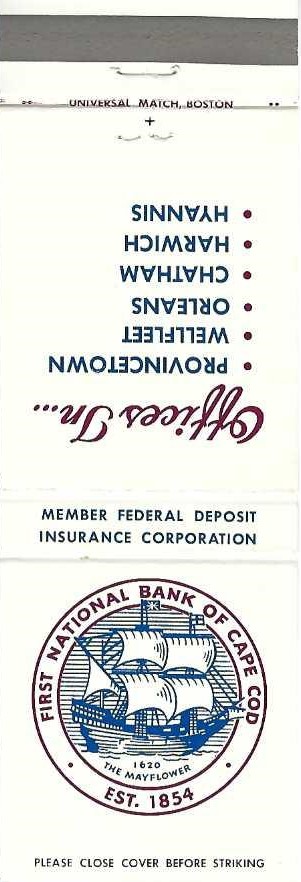 UNIVERSAL MATCH, BOSTON
+
Offices In...
• PROVINCETOWN
• WELLFLEET
• ORLEANS
• CHATHAM
• HARWICH
• HYANNIS
MEMBER FEDERAL DEPOSIT
INSURANCE CORPORATION
FIRST NATIONAL BANK OF CAPE COD
1620
THE MAYFLOWER
• EST. 1854 •
PLEASE CLOSE COVER BEFORE STRIKING